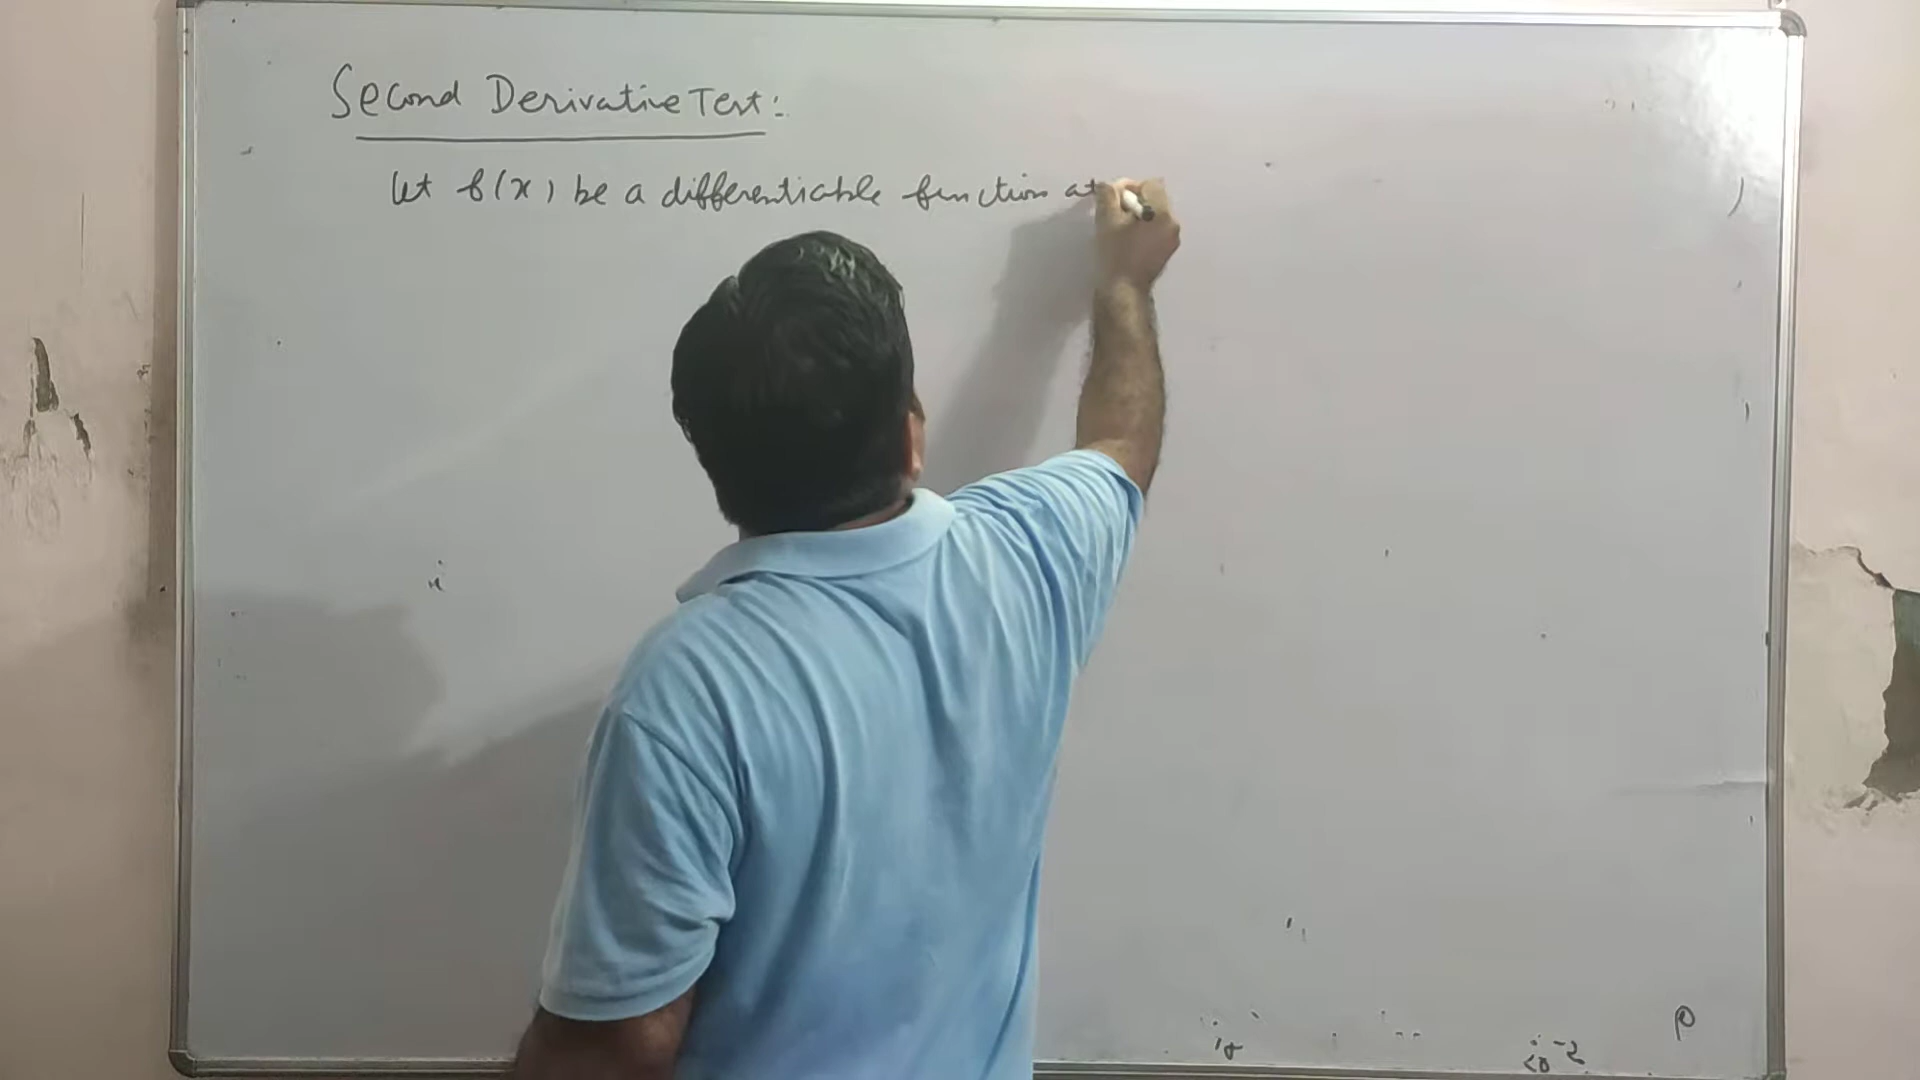 Second Derivative Test:
Let f(x) be a differentiable function at